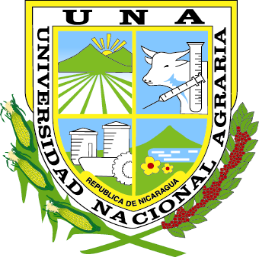 UNA
UNIVERSIDAD NACIONAL AGRARIA
REPUBLICA DE NICARAGUA